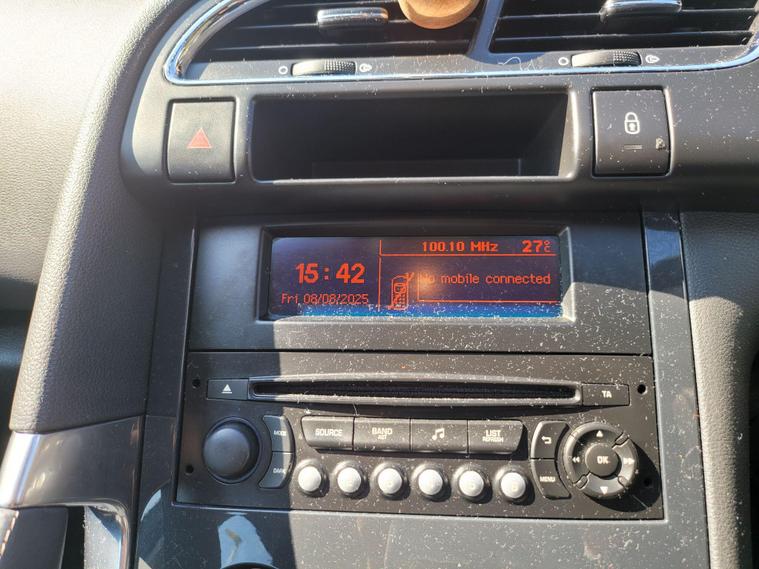 100.10 MHz 27°C
15:42
No mobile connected
Fri 08/08/2025
TA
MODE
SOURCE
BAND
AST
LIST
REFRESH
DARK
MENU
OK